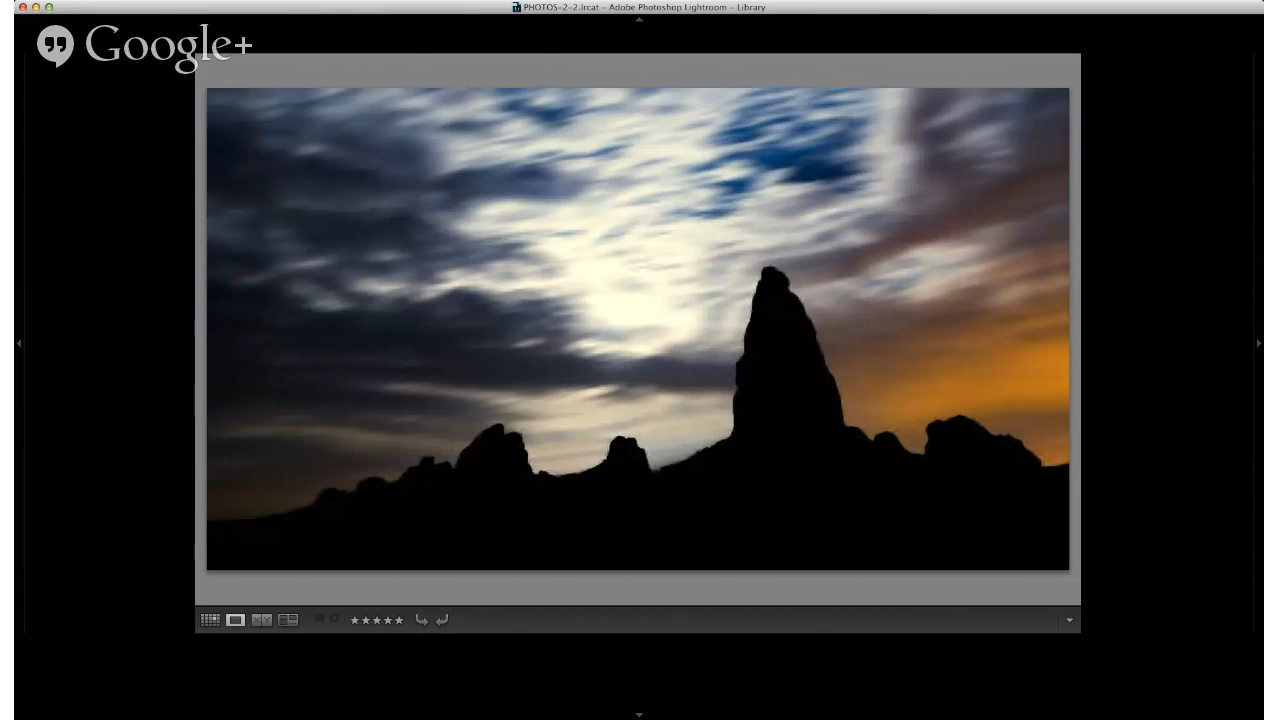 PHOTOS-2-2.lrcat – Adobe Photoshop Lightroom – Library
Google+